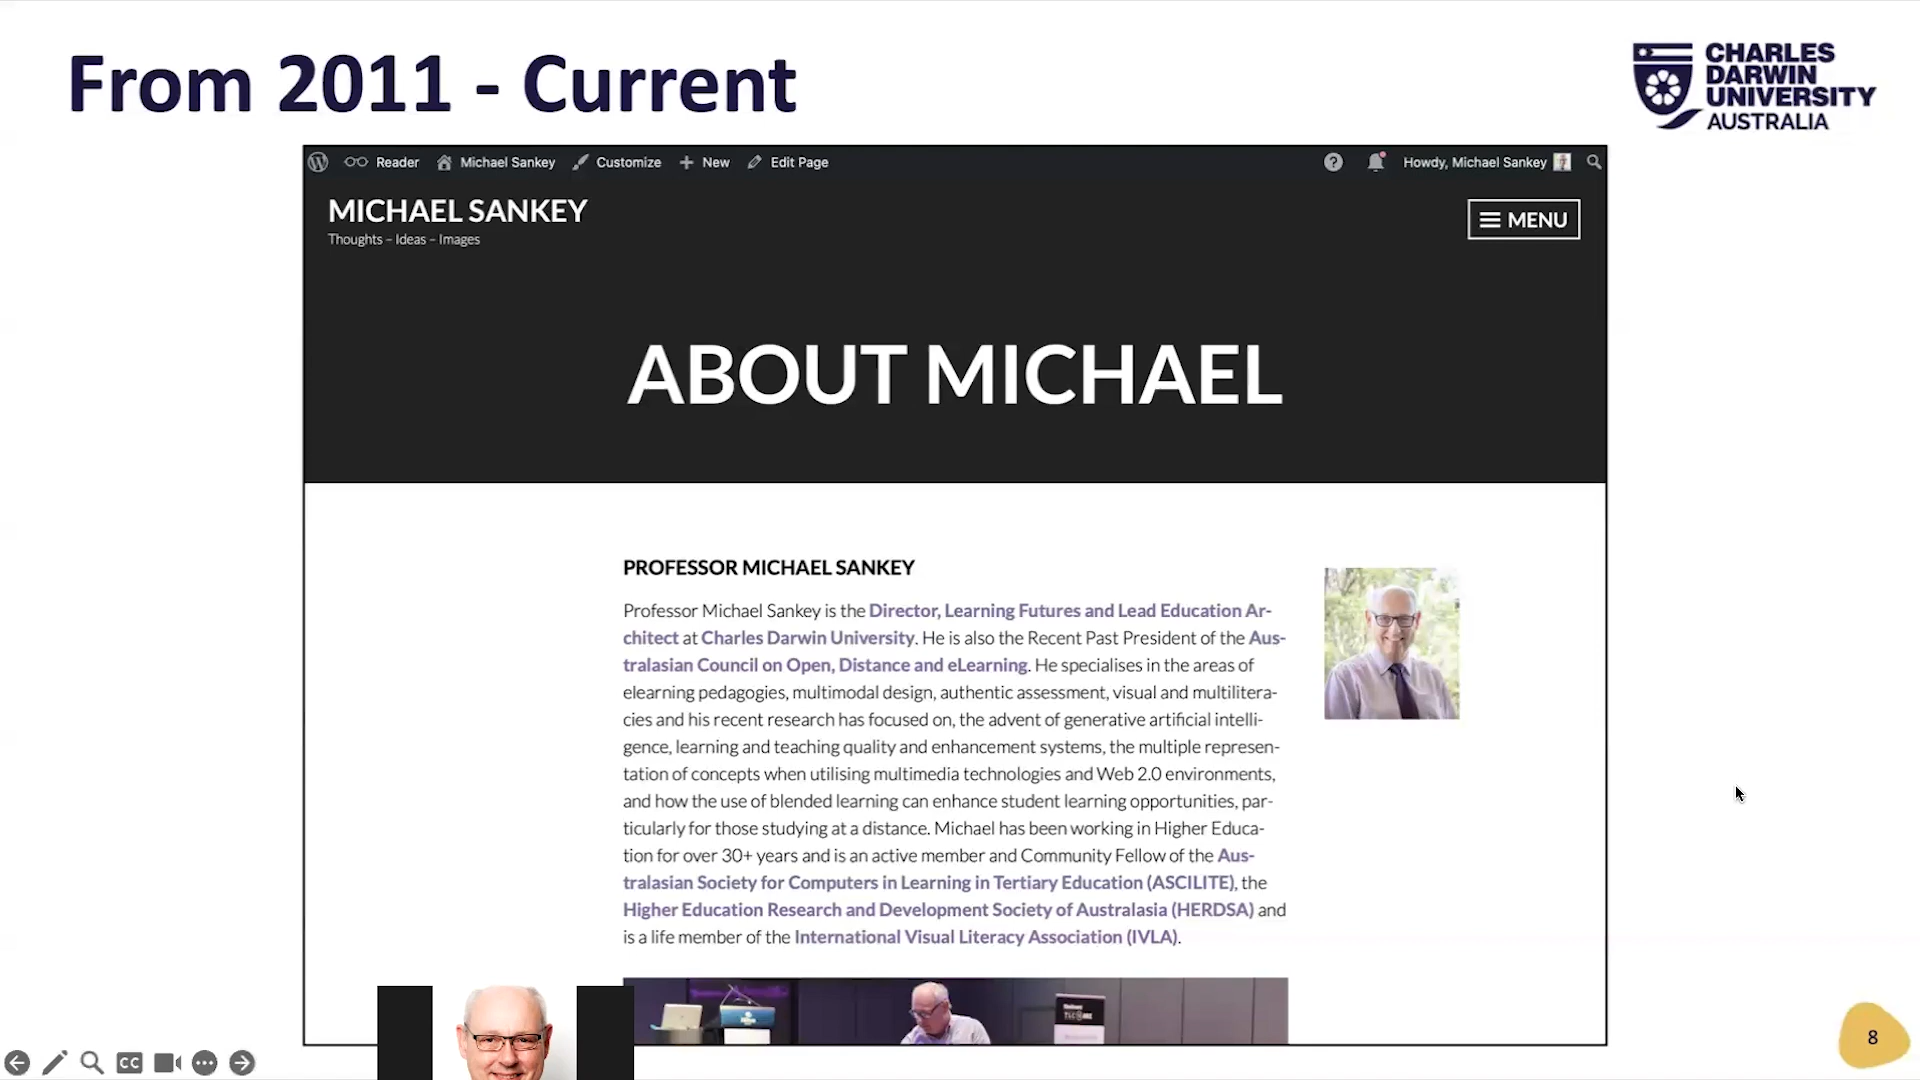 From 2011 - Current
CHARLES
DARWIN
UNIVERSITY
AUSTRALIA
Reader Michael Sankey Customize New Edit Page Howdy, Michael Sankey
MICHAEL SANKEY
Thoughts – Ideas – Images
MENU
ABOUT MICHAEL
PROFESSOR MICHAEL SANKEY
Professor Michael Sankey is the Director, Learning Futures and Lead Education Ar-
chitect at Charles Darwin University. He is also the Recent Past President of the Aus-
tralasian Council on Open, Distance and eLearning. He specialises in the areas of
elearning pedagogies, multimodal design, authentic assessment, visual and multilitera-
cies and his recent research has focused on, the advent of generative artificial intelli-
gence, learning and teaching quality and enhancement systems, the multiple represen-
tation of concepts when utilising multimedia technologies and Web 2.0 environments,
and how the use of blended learning can enhance student learning opportunities, par-
ticularly for those studying at a distance. Michael has been working in Higher Educa-
tion for over 30+ years and is an active member and Community Fellow of the Aus-
tralasian Society for Computers in Learning in Tertiary Education (ASCILITE), the
Higher Education Research and Development Society of Australasia (HERDSA) and
is a life member of the International Visual Literacy Association (IVLA).
CC
8